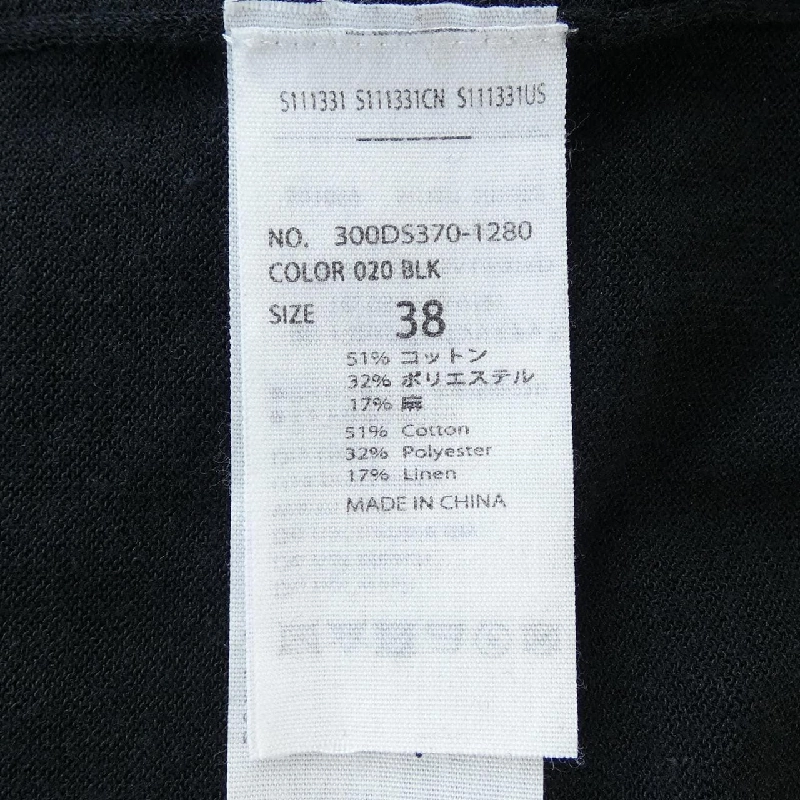 S111331 S111331CN S111331US
NO. 300DS370-1280
COLOR 020 BLK
SIZE 38
51% コットン
32% ポリエステル
17% 麻
51% Cotton
32% Polyester
17% Linen
MADE IN CHINA